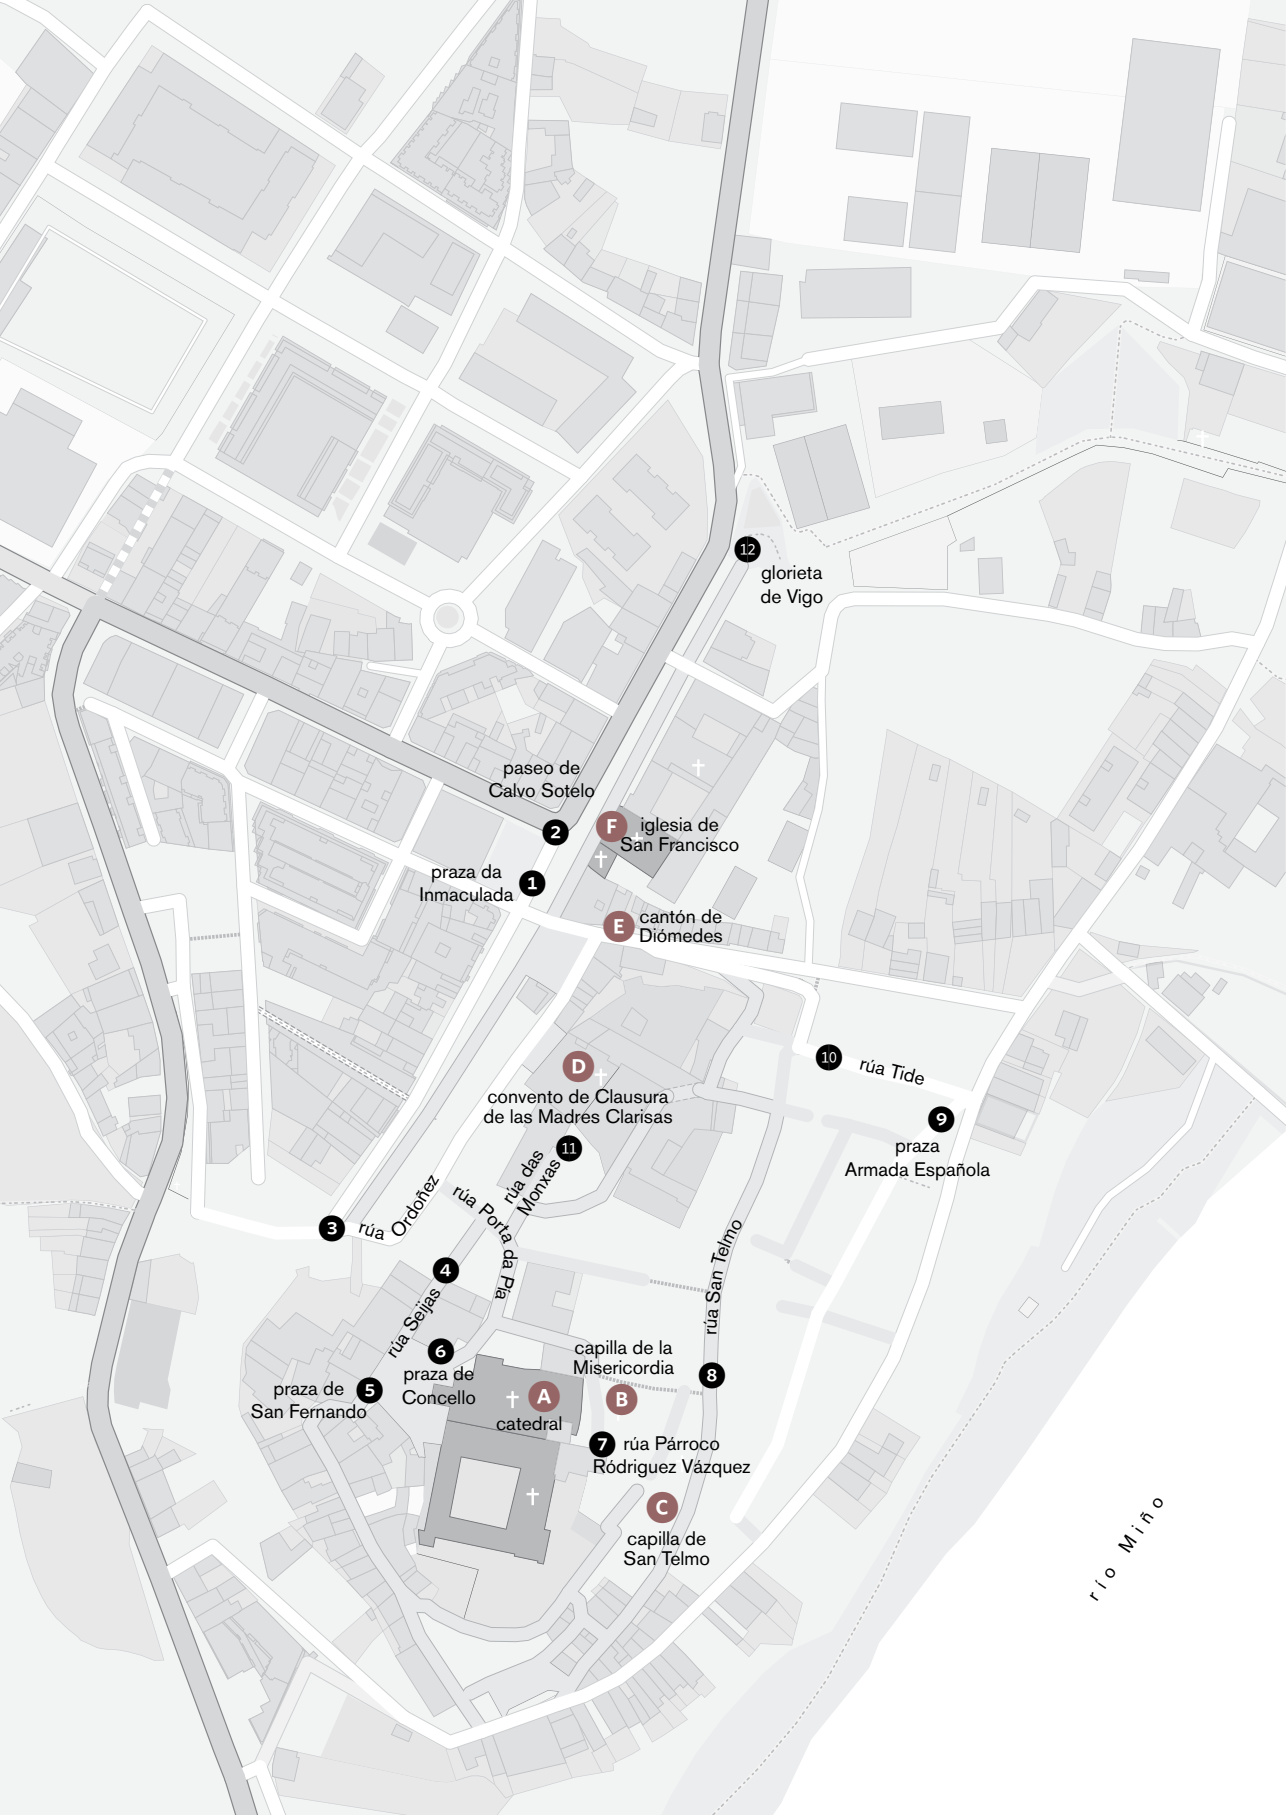 12
glorieta
de Vigo
paseo de
Calvo Sotelo
2
F
iglesia de
San Francisco
praza da
Inmaculada
1
E
cantón de
Diómedes
10
rúa Tide
D
convento de Clausura
de las Madres Clarisas
9
praza
Armada Española
11
rúa das
Monxas
3
rúa Ordoñez
rúa Porta da Pía
4
rúa Seijas
rúa San Telmo
6
praza de
Concello
capilla de la
Misericordia
8
praza de
San Fernando
5
A
catedral
B
7
rúa Párroco
Ródriguez Vázquez
C
capilla de
San Telmo
río Miño